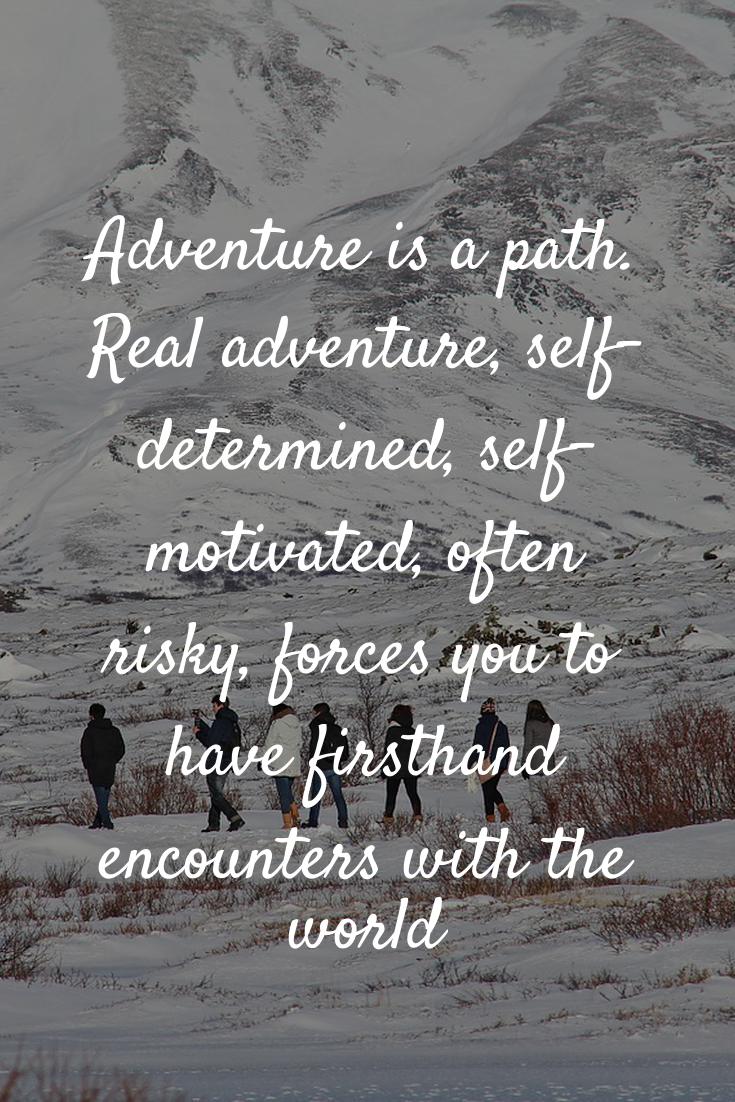 Adventure is a path.
Real adventure, self-
determined, self-
motivated, often
risky, forces you to
have firsthand
encounters with the
world